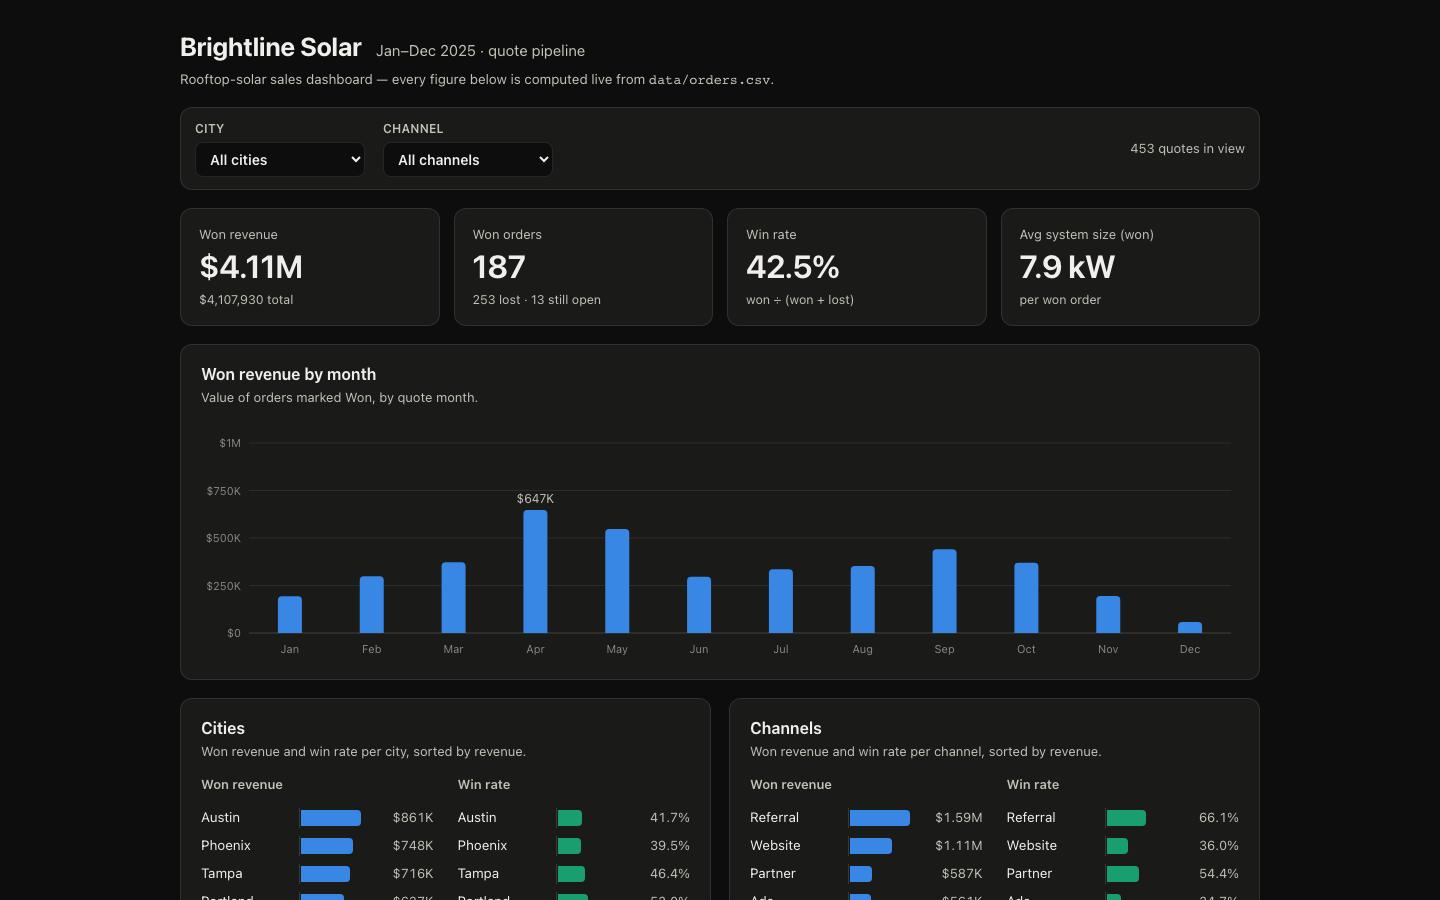 Brightline Solar Jan–Dec 2025 · quote pipeline
Rooftop-solar sales dashboard — every figure below is computed live from data/orders.csv.
CITY CHANNEL
All cities All channels 453 quotes in view
Won revenue Won orders Win rate Avg system size (won)
$4.11M 187 42.5% 7.9 kW
$4,107,930 total 253 lost · 13 still open won ÷ (won + lost) per won order
Won revenue by month
Value of orders marked Won, by quote month.
$1M
$750K
$647K
$500K
$250K
$0
Jan Feb Mar Apr May Jun Jul Aug Sep Oct Nov Dec
Cities Channels
Won revenue and win rate per city, sorted by revenue. Won revenue and win rate per channel, sorted by revenue.
Won revenue Win rate Won revenue Win rate
Austin $861K Austin 41.7% Referral $1.59M Referral 66.1%
Phoenix $748K Phoenix 39.5% Website $1.11M Website 36.0%
Tampa $716K Tampa 46.4% Partner $587K Partner 54.4%